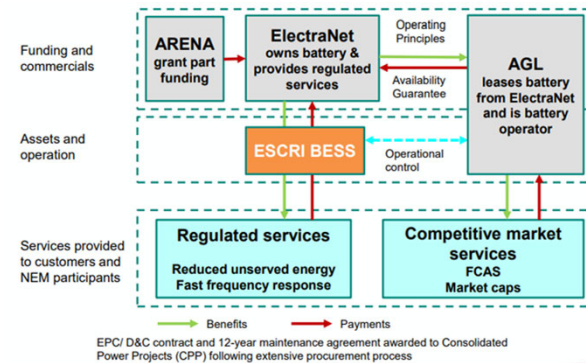 Funding and
commercials
ARENA
grant part
funding
ElectraNet
owns battery &
provides regulated
services
Operating
Principles
Availability
Guarantee
AGL
leases battery
from ElectraNet
and is battery
operator
Assets and
operation
ESCRI BESS
Operational
control
Services provided
to customers and
NEM participants
Regulated services
Reduced unserved energy
Fast frequency response
Competitive market
services
FCAS
Market caps
Benefits
Payments
EPC/ D&C contract and 12-year maintenance agreement awarded to Consolidated
Power Projects (CPP) following extensive procurement process